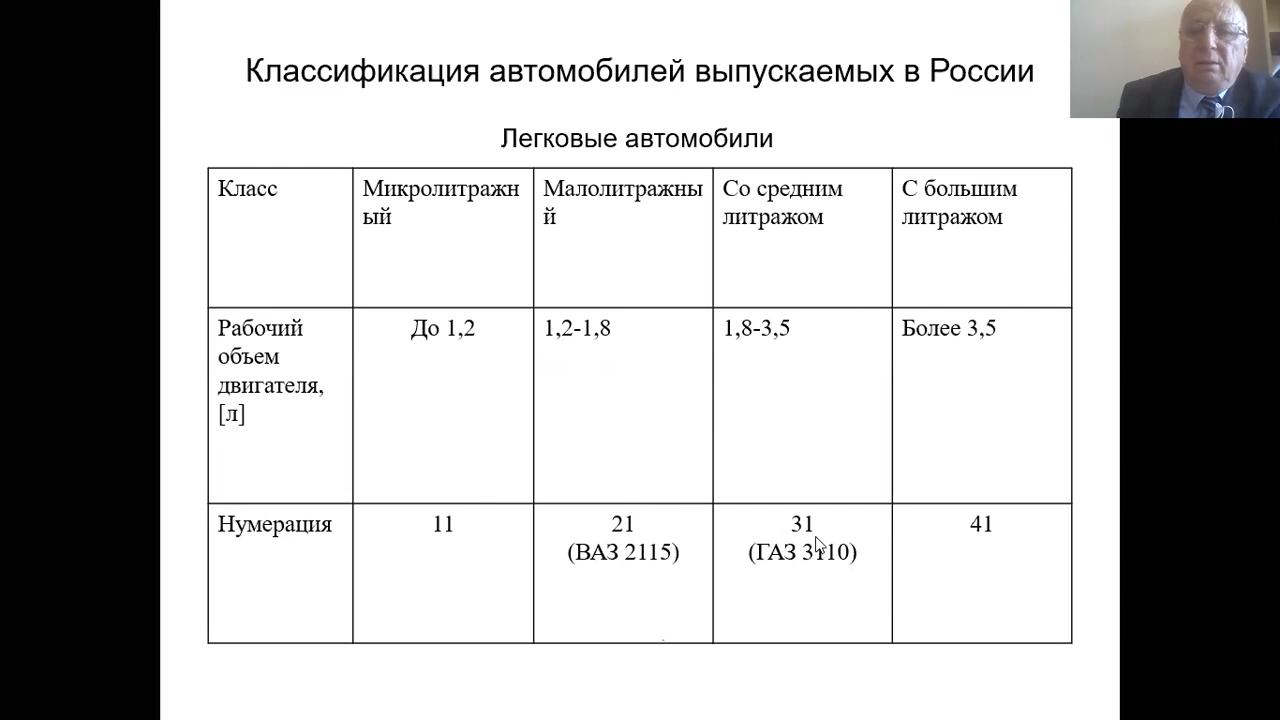 Классификация автомобилей выпускаемых в России
Легковые автомобили
Класс
Микролитражн
ый
Малолитражны
й
Со средним
литражом
С большим
литражом
Рабочий
объем
двигателя,
[л]
До 1,2
1,2-1,8
1,8-3,5
Более 3,5
Нумерация
11
21
(ВАЗ 2115)
31
(ГАЗ 3110)
41